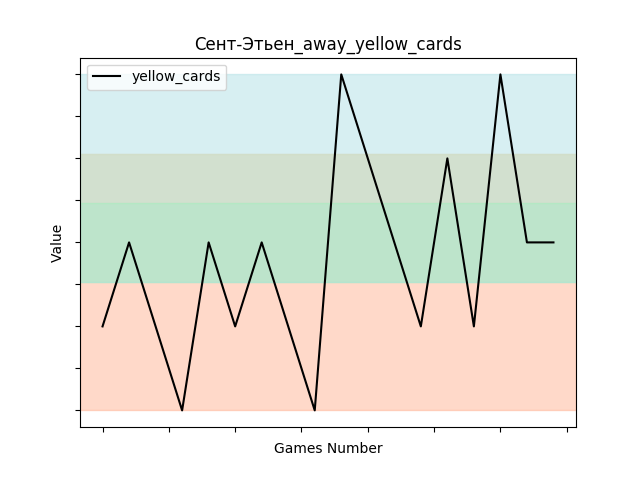 Сент-Этьен_away_yellow_cards
yellow_cards
Value
Games Number